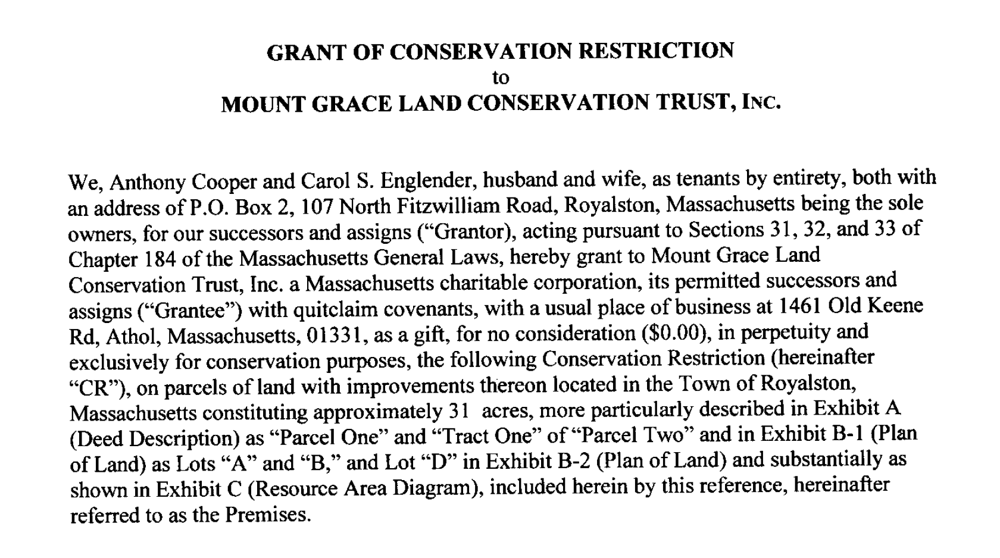 GRANT OF CONSERVATION RESTRICTION
to
MOUNT GRACE LAND CONSERVATION TRUST, INC.
We, Anthony Cooper and Carol S. Englender, husband and wife, as tenants by entirety, both with
an address of P.O. Box 2, 107 North Fitzwilliam Road, Royalston, Massachusetts being the sole
owners, for our successors and assigns (“Grantor), acting pursuant to Sections 31, 32, and 33 of
Chapter 184 of the Massachusetts General Laws, hereby grant to Mount Grace Land
Conservation Trust, Inc. a Massachusetts charitable corporation, its permitted successors and
assigns (“Grantee”) with quitclaim covenants, with a usual place of business at 1461 Old Keene
Rd, Athol, Massachusetts, 01331, as a gift, for no consideration ($0.00), in perpetuity and
exclusively for conservation purposes, the following Conservation Restriction (hereinafter
“CR”), on parcels of land with improvements thereon located in the Town of Royalston,
Massachusetts constituting approximately 31 acres, more particularly described in Exhibit A
(Deed Description) as “Parcel One” and “Tract One” of “Parcel Two” and in Exhibit B-1 (Plan
of Land) as Lots “A” and “B,” and Lot “D” in Exhibit B-2 (Plan of Land) and substantially as
shown in Exhibit C (Resource Area Diagram), included herein by this reference, hereinafter
referred to as the Premises.